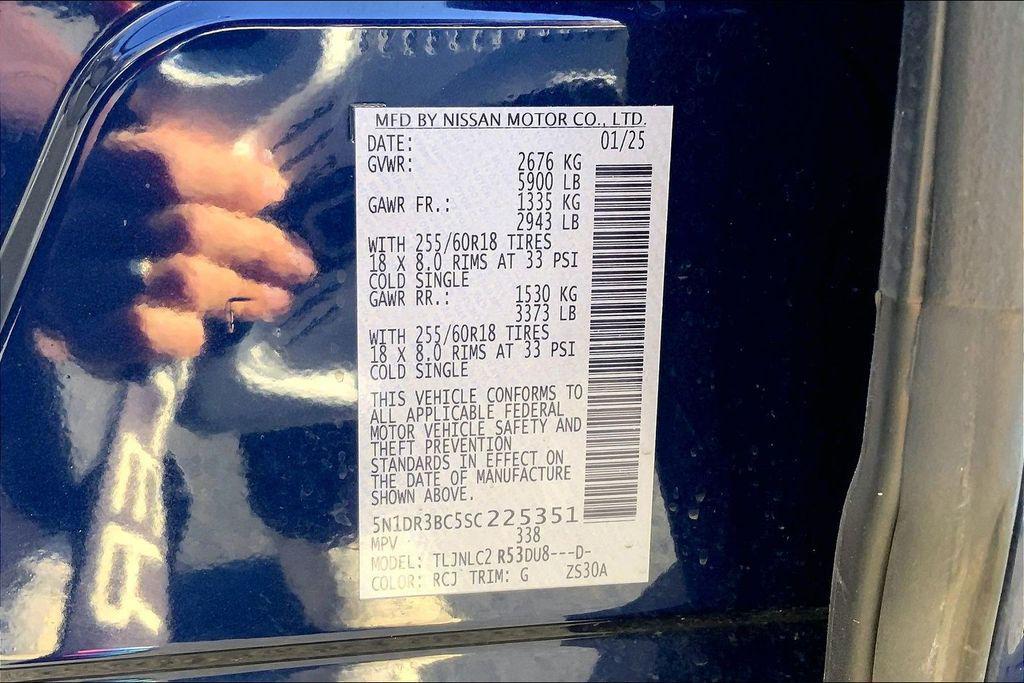 MFD BY NISSAN MOTOR CO., LTD.
DATE: 01/25
GVWR: 2676 KG
5900 LB
GAWR FR.: 1335 KG
2943 LB
WITH 255/60R18 TIRES
18 X 8.0 RIMS AT 33 PSI
COLD SINGLE
GAWR RR.: 1530 KG
3373 LB
WITH 255/60R18 TIRES
18 X 8.0 RIMS AT 33 PSI
COLD SINGLE
THIS VEHICLE CONFORMS TO
ALL APPLICABLE FEDERAL
MOTOR VEHICLE SAFETY AND
THEFT PREVENTION
STANDARDS IN EFFECT ON
THE DATE OF MANUFACTURE
SHOWN ABOVE.
5N1DR3BC5SC225351
MPV 338
MODEL: TLJNLC2 R53DU8---D-
COLOR: RCJ TRIM: G ZS30A